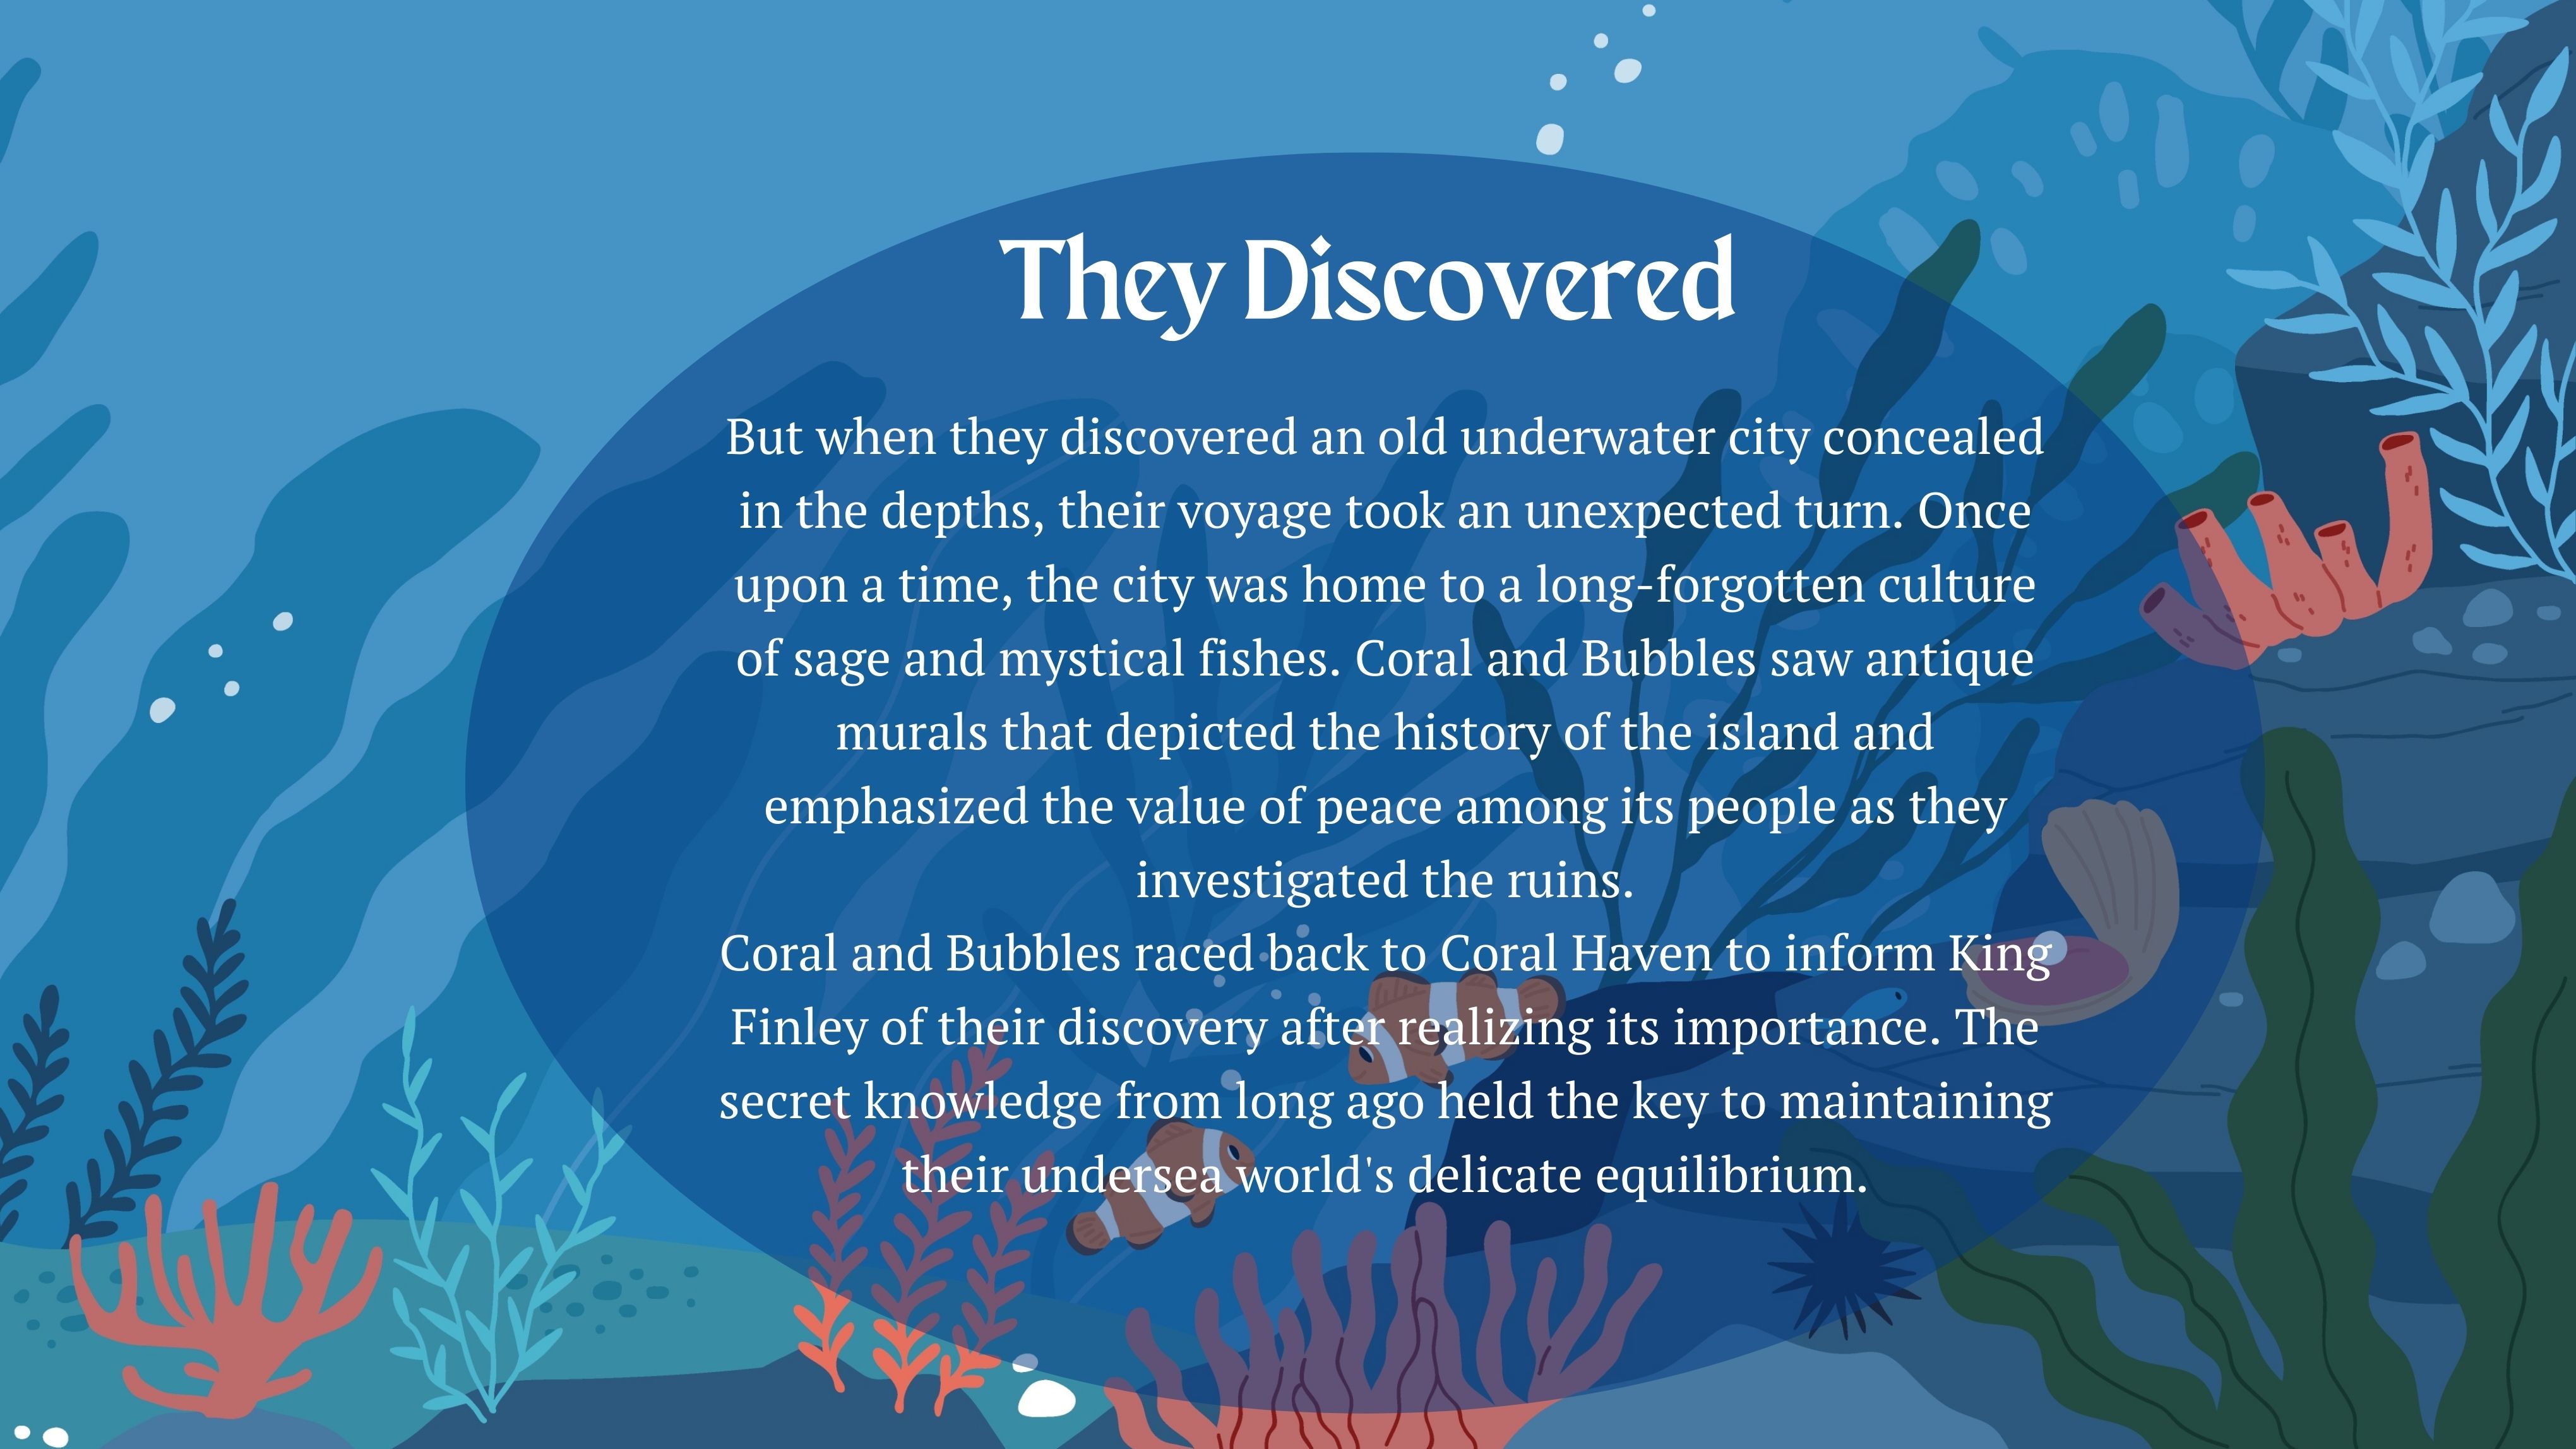 They Discovered
But when they discovered an old underwater city concealed
in the depths, their voyage took an unexpected turn. Once
upon a time, the city was home to a long-forgotten culture
of sage and mystical fishes. Coral and Bubbles saw antique
murals that depicted the history of the island and
emphasized the value of peace among its people as they
investigated the ruins.
Coral and Bubbles raced back to Coral Haven to inform King
Finley of their discovery after realizing its importance. The
secret knowledge from long ago held the key to maintaining
their undersea world's delicate equilibrium.